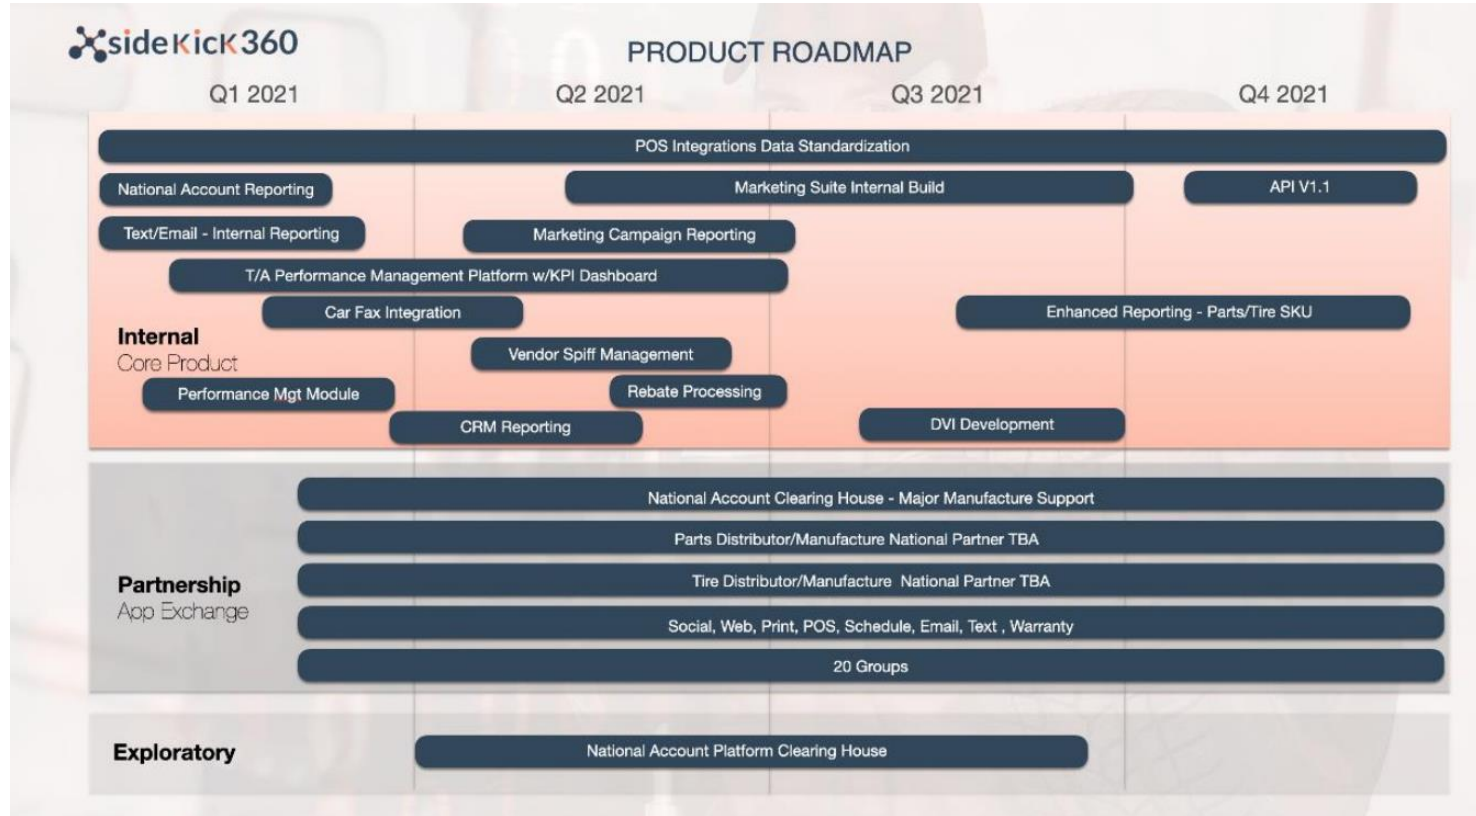 sidekick360
PRODUCT ROADMAP
Q1 2021
Q2 2021
Q3 2021
Q4 2021
POS Integrations Data Standardization
National Account Reporting
Marketing Suite Internal Build
API V1.1
Text/Email - Internal Reporting
Marketing Campaign Reporting
T/A Performance Management Platform w/KPI Dashboard
Car Fax Integration
Enhanced Reporting - Parts/Tire SKU
Internal
Core Product
Vendor Spiff Management
Performance Mgt Module
Rebate Processing
CRM Reporting
DVI Development
National Account Clearing House - Major Manufacture Support
Parts Distributor/Manufacture National Partner TBA
Partnership
App Exchange
Tire Distributor/Manufacture National Partner TBA
Social, Web, Print, POS, Schedule, Email, Text , Warranty
20 Groups
Exploratory
National Account Platform Clearing House